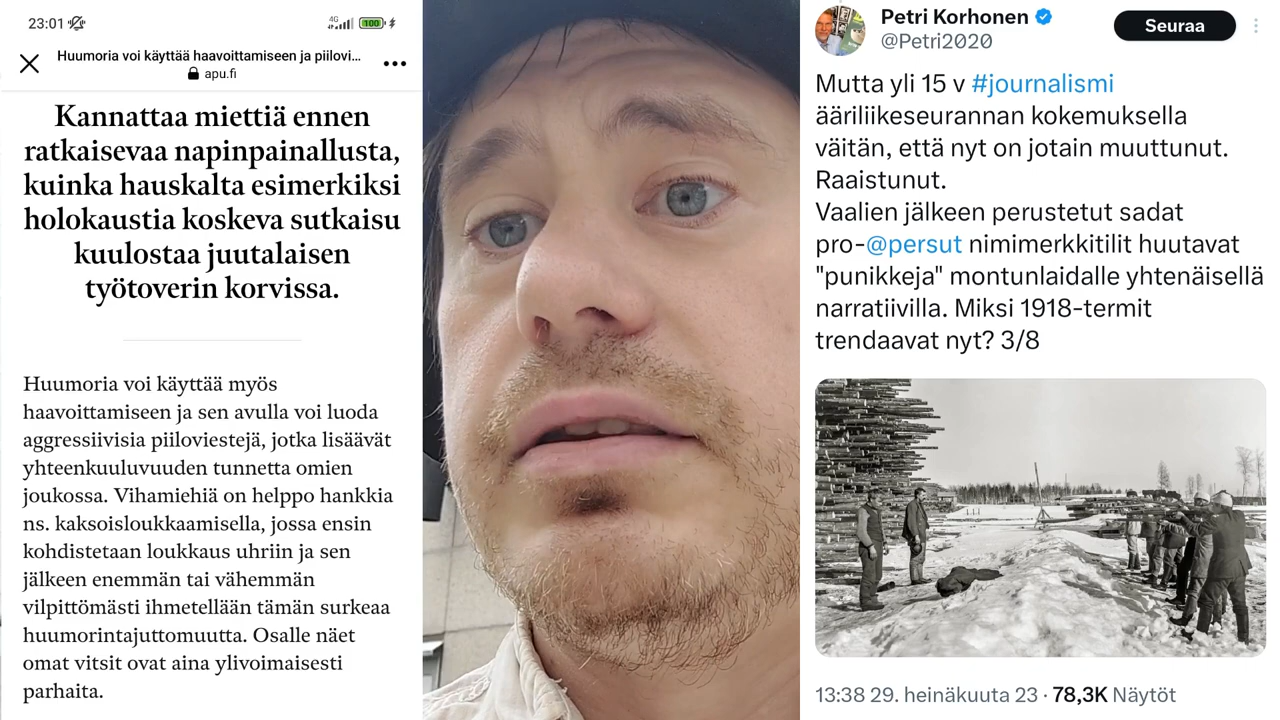 23:01
4G
100
Huumoria voi käyttää haavoittamiseen ja piilovi...
apu.fi
Kannattaa miettiä ennen
ratkaisevaa napinpainallusta,
kuinka hauskalta esimerkiksi
holokaustia koskeva sutkaisu
kuulostaa juutalaisen
työtoverin korvissa.
Huumoria voi käyttää myös
haavoittamiseen ja sen avulla voi luoda
aggressiivisia piiloviestejä, jotka lisäävät
yhteenkuuluvuuden tunnetta omien
joukossa. Vihamiehiä on helppo hankkia
ns. kaksoisloukkaamisella, jossa ensin
kohdistetaan loukkaus uhriin ja sen
jälkeen enemmän tai vähemmän
vilpittömästi ihmetellään tämän surkeaa
huumorintajuttomuutta. Osalle näet
omat vitsit ovat aina ylivoimaisesti
parhaita.
Petri Korhonen
@Petri2020
Seuraa
Mutta yli 15 v #journalismi
ääriliikeseurannan kokemuksella
väitän, että nyt on jotain muuttunut.
Raaistunut.
Vaalien jälkeen perustetut sadat
pro-@persut nimimerkkitilit huutavat
"punikkeja" montunlaidalle yhtenäisellä
narratiivilla. Miksi 1918-termit
trendaavat nyt? 3/8
13:38 29. heinäkuuta 23 · 78,3K Näytöt